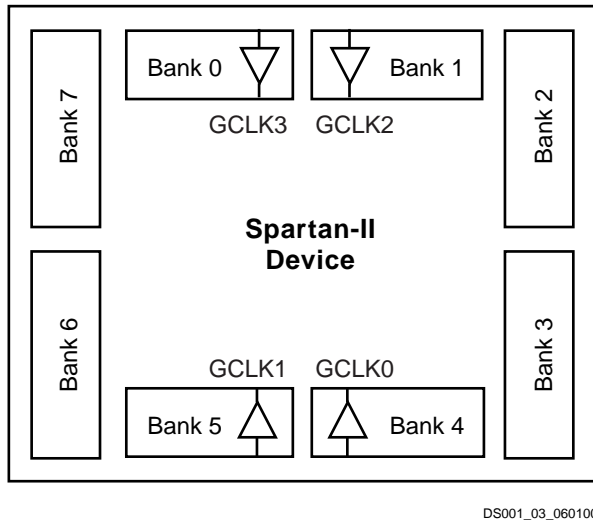 Bank 0
Bank 1
Bank 7
Bank 2
GCLK3 GCLK2
Spartan-II
Device
Bank 6
Bank 3
GCLK1 GCLK0
Bank 5
Bank 4
DS001_03_060100